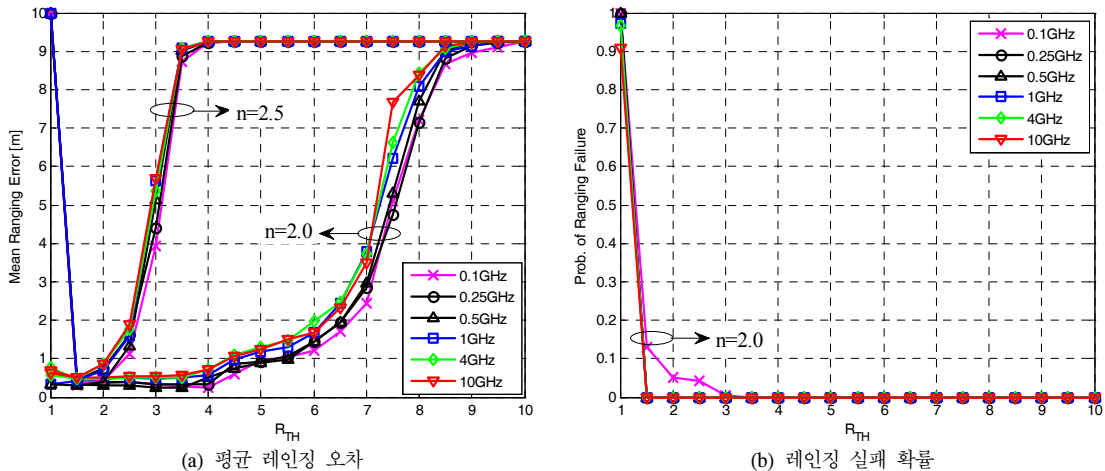 10
9
8
7
6
5
4
3
2
1
0
Mean Ranging Error [m]
n=2.5
n=2.0
0.1GHz
0.25GHz
0.5GHz
1GHz
4GHz
10GHz
1 2 3 4 5 6 7 8 9 10
R_TH
(a) 평균 레인징 오차
1
0.9
0.8
0.7
0.6
0.5
0.4
0.3
0.2
0.1
0
Prob. of Ranging Failure
0.1GHz
0.25GHz
0.5GHz
1GHz
4GHz
10GHz
n=2.0
1 2 3 4 5 6 7 8 9 10
R_TH
(b) 레인징 실패 확률